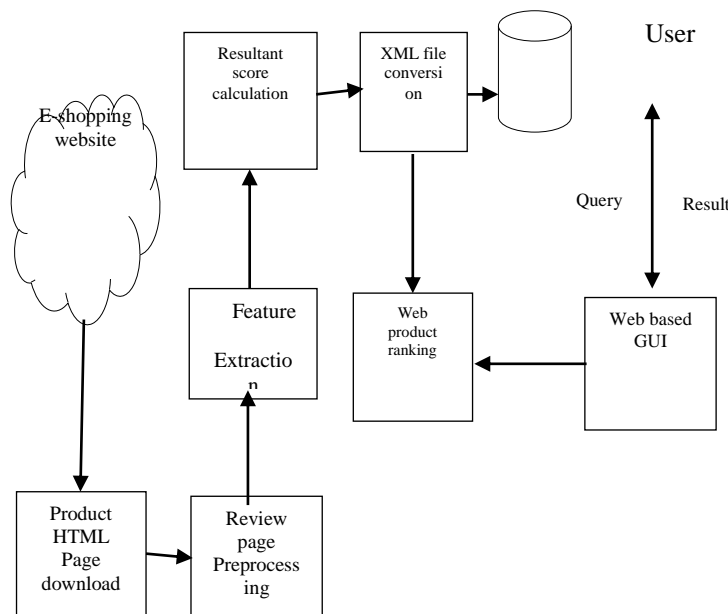 User
Resultant
score
calculation
XML file
conversi
on
E-shopping
website
Query
Result
Feature
Extractio
n
Web
product
ranking
Web based
GUI
Product
HTML
Page
download
Review
page
Preprocess
ing